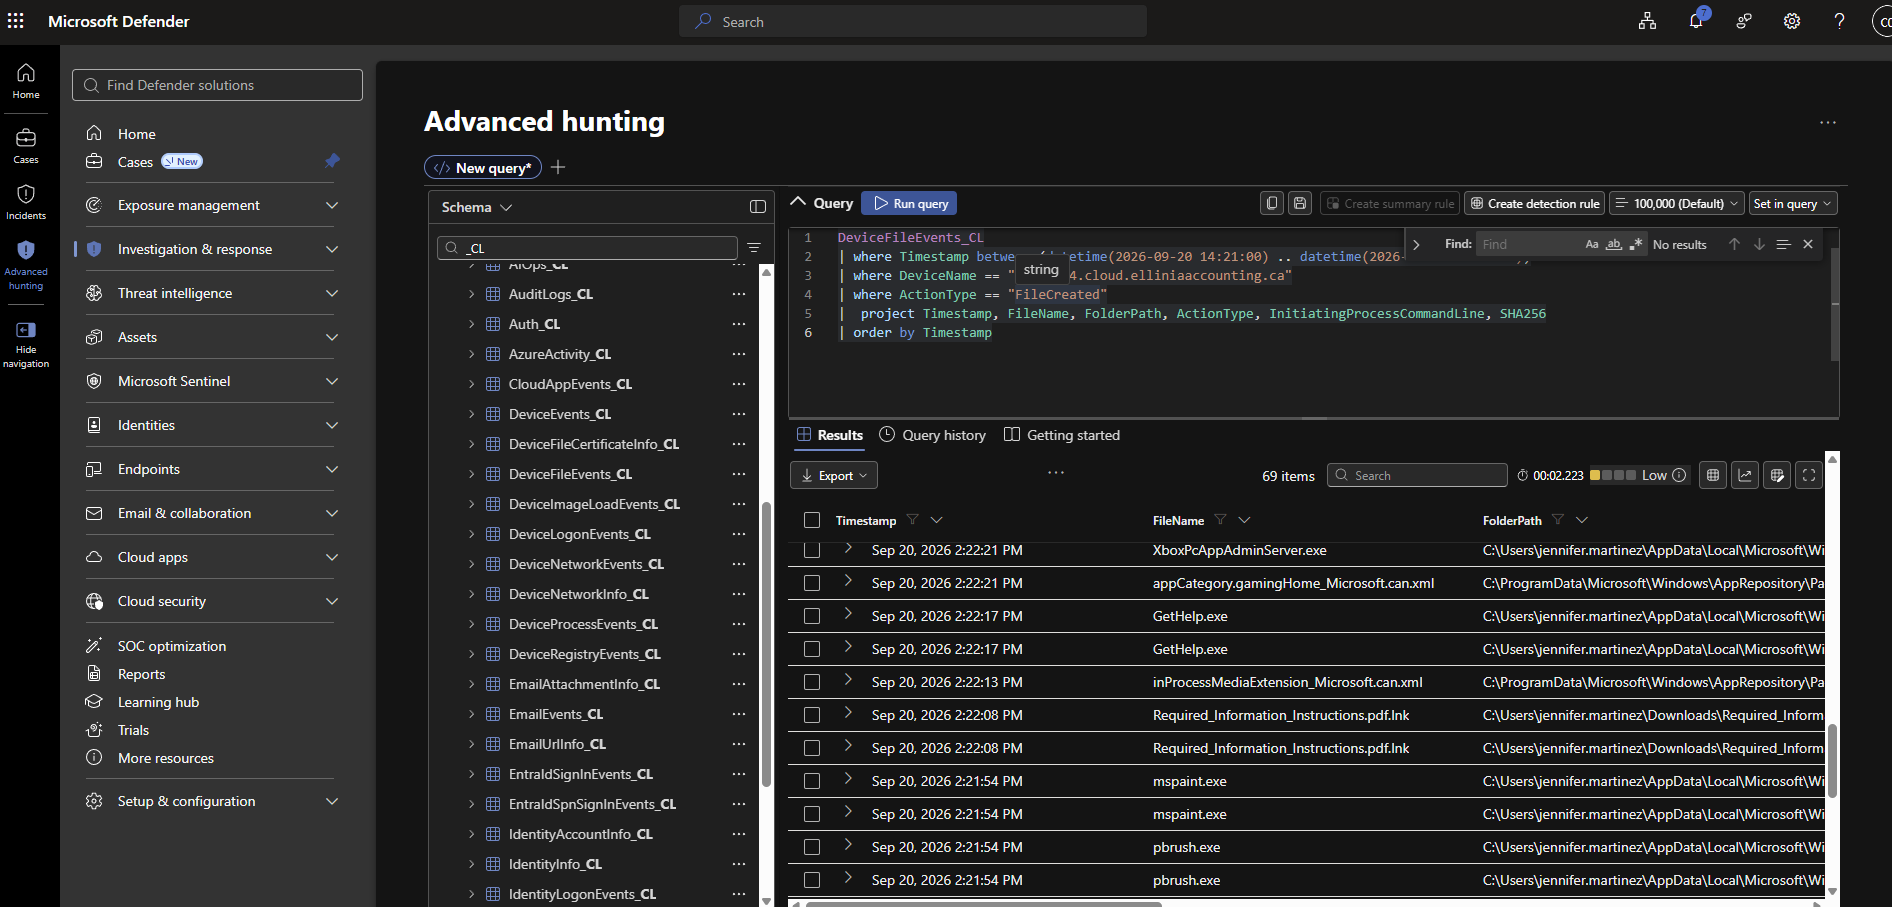 Microsoft Defender
Search
7
Home
Cases
Incidents
Advanced
hunting
Hide
navigation
Find Defender solutions
Home
Cases New
Exposure management
Investigation & response
Threat intelligence
Assets
Microsoft Sentinel
Identities
Endpoints
Email & collaboration
Cloud apps
Cloud security
SOC optimization
Reports
Learning hub
Trials
More resources
Setup & configuration
Advanced hunting
New query*
Schema
_CL
AIOps_CL
AuditLogs_CL
Auth_CL
AzureActivity_CL
CloudAppEvents_CL
DeviceEvents_CL
DeviceFileCertificateInfo_CL
DeviceFileEvents_CL
DeviceImageLoadEvents_CL
DeviceLogonEvents_CL
DeviceNetworkEvents_CL
DeviceNetworkInfo_CL
DeviceProcessEvents_CL
DeviceRegistryEvents_CL
EmailAttachmentInfo_CL
EmailEvents_CL
EmailUrlInfo_CL
EntraIdSignInEvents_CL
EntraIdSpnSignInEvents_CL
IdentityAccountInfo_CL
IdentityInfo_CL
IdentityLogonEvents_CL
Query Run query Create summary rule Create detection rule 100,000 (Default) Set in query
Find: Find Aa ab No results
1 DeviceFileEvents_CL
2 | where Timestamp betwe (datetime(2026-09-20 14:21:00) .. datetime(2026-
string
3 | where DeviceName == " 4.cloud.elliniaaccounting.ca"
4 | where ActionType == "FileCreated"
5 | project Timestamp, FileName, FolderPath, ActionType, InitiatingProcessCommandLine, SHA256
6 | order by Timestamp
Results Query history Getting started
Export 69 items Search 00:02.223 Low
Timestamp FileName FolderPath
Sep 20, 2026 2:22:21 PM XboxPcAppAdminServer.exe C:\Users\jennifer.martinez\AppData\Local\Microsoft\Wi
Sep 20, 2026 2:22:21 PM appCategory.gamingHome_Microsoft.can.xml C:\ProgramData\Microsoft\Windows\AppRepository\Pa
Sep 20, 2026 2:22:17 PM GetHelp.exe C:\Users\jennifer.martinez\AppData\Local\Microsoft\Wi
Sep 20, 2026 2:22:17 PM GetHelp.exe C:\Users\jennifer.martinez\AppData\Local\Microsoft\Wi
Sep 20, 2026 2:22:13 PM inProcessMediaExtension_Microsoft.can.xml C:\ProgramData\Microsoft\Windows\AppRepository\Pa
Sep 20, 2026 2:22:08 PM Required_Information_Instructions.pdf.lnk C:\Users\jennifer.martinez\Downloads\Required_Inform
Sep 20, 2026 2:22:08 PM Required_Information_Instructions.pdf.lnk C:\Users\jennifer.martinez\Downloads\Required_Inform
Sep 20, 2026 2:21:54 PM mspaint.exe C:\Users\jennifer.martinez\AppData\Local\Microsoft\Wi
Sep 20, 2026 2:21:54 PM mspaint.exe C:\Users\jennifer.martinez\AppData\Local\Microsoft\Wi
Sep 20, 2026 2:21:54 PM pbrush.exe C:\Users\jennifer.martinez\AppData\Local\Microsoft\Wi
Sep 20, 2026 2:21:54 PM pbrush.exe C:\Users\jennifer.martinez\AppData\Local\Microsoft\Wi